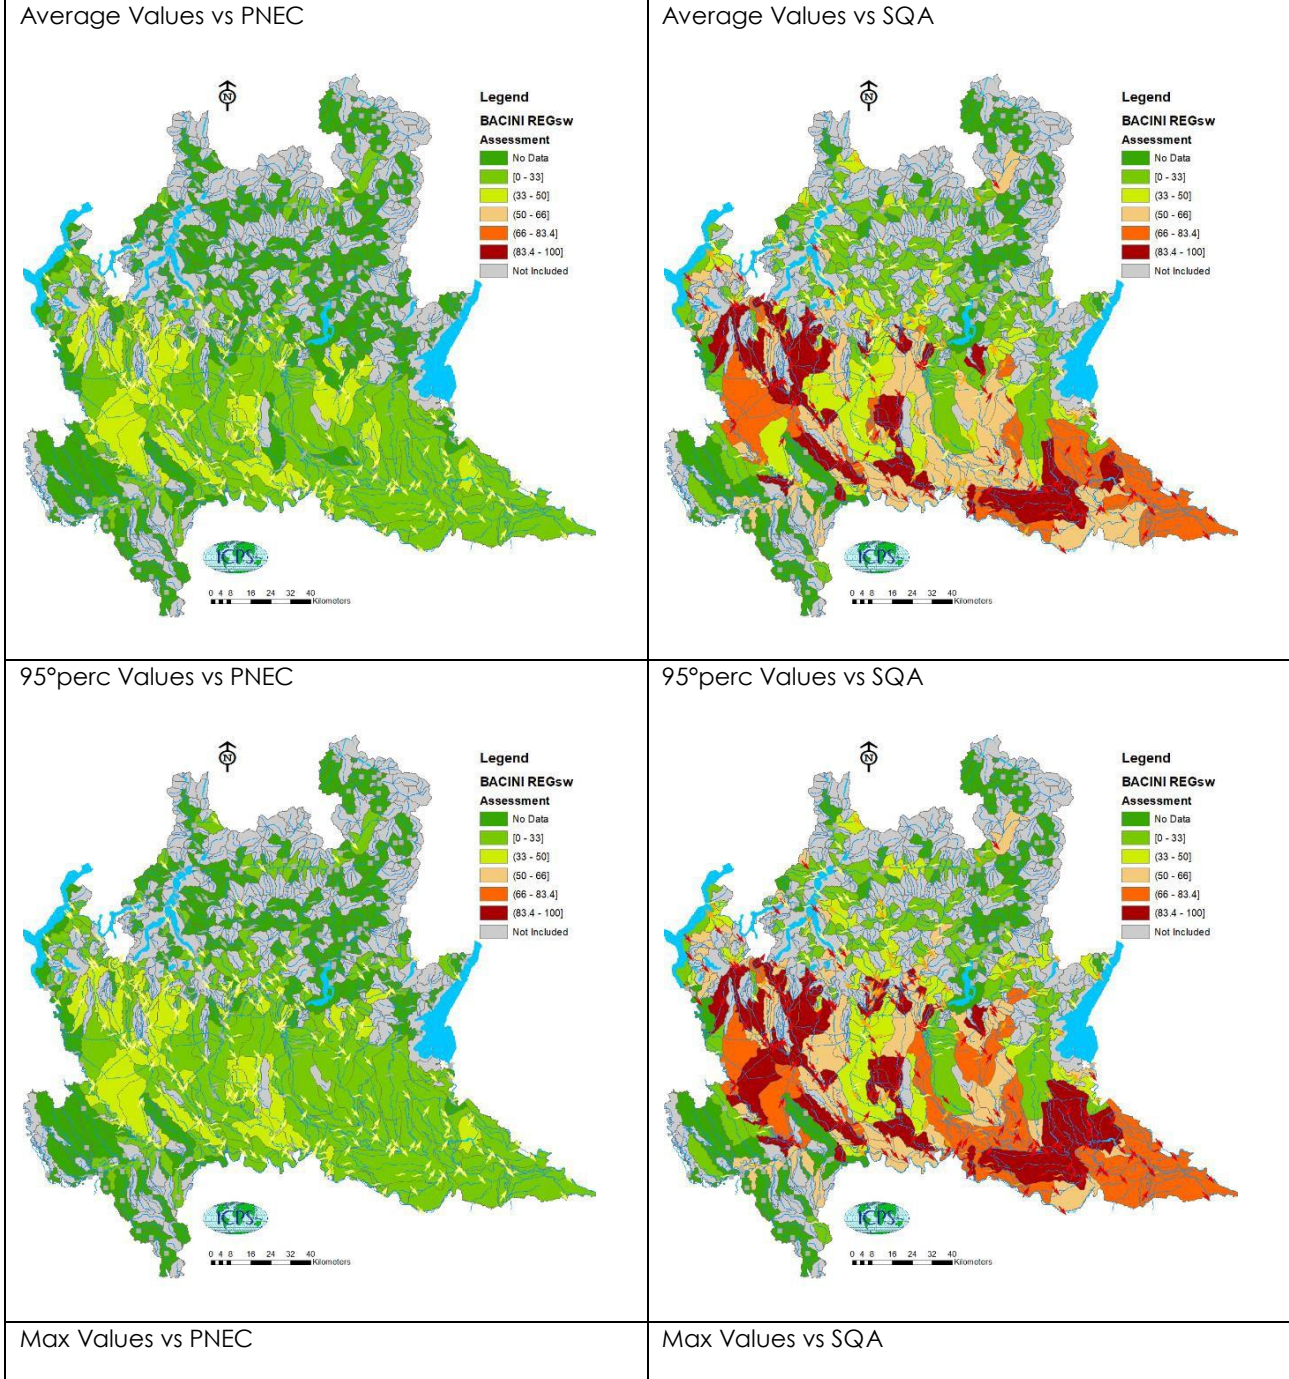 Average Values vs PNEC
N
Legend
BACINI REGsw
Assessment
No Data
[0 - 33]
(33 - 50]
(50 - 66]
(66 - 83.4]
(83.4 - 100]
Not Included
ICPS
0 4 8 16 24 32 40
Kilometers
Average Values vs SQA
N
Legend
BACINI REGsw
Assessment
No Data
[0 - 33]
(33 - 50]
(50 - 66]
(66 - 83.4]
(83.4 - 100]
Not Included
ICPS
0 4 8 16 24 32 40
Kilometers
95°perc Values vs PNEC
N
Legend
BACINI REGsw
Assessment
No Data
[0 - 33]
(33 - 50]
(50 - 66]
(66 - 83.4]
(83.4 - 100]
Not Included
ICPS
0 4 8 16 24 32 40
Kilometers
95°perc Values vs SQA
N
Legend
BACINI REGsw
Assessment
No Data
[0 - 33]
(33 - 50]
(50 - 66]
(66 - 83.4]
(83.4 - 100]
Not Included
ICPS
0 4 8 16 24 32 40
Kilometers
Max Values vs PNEC
Max Values vs SQA